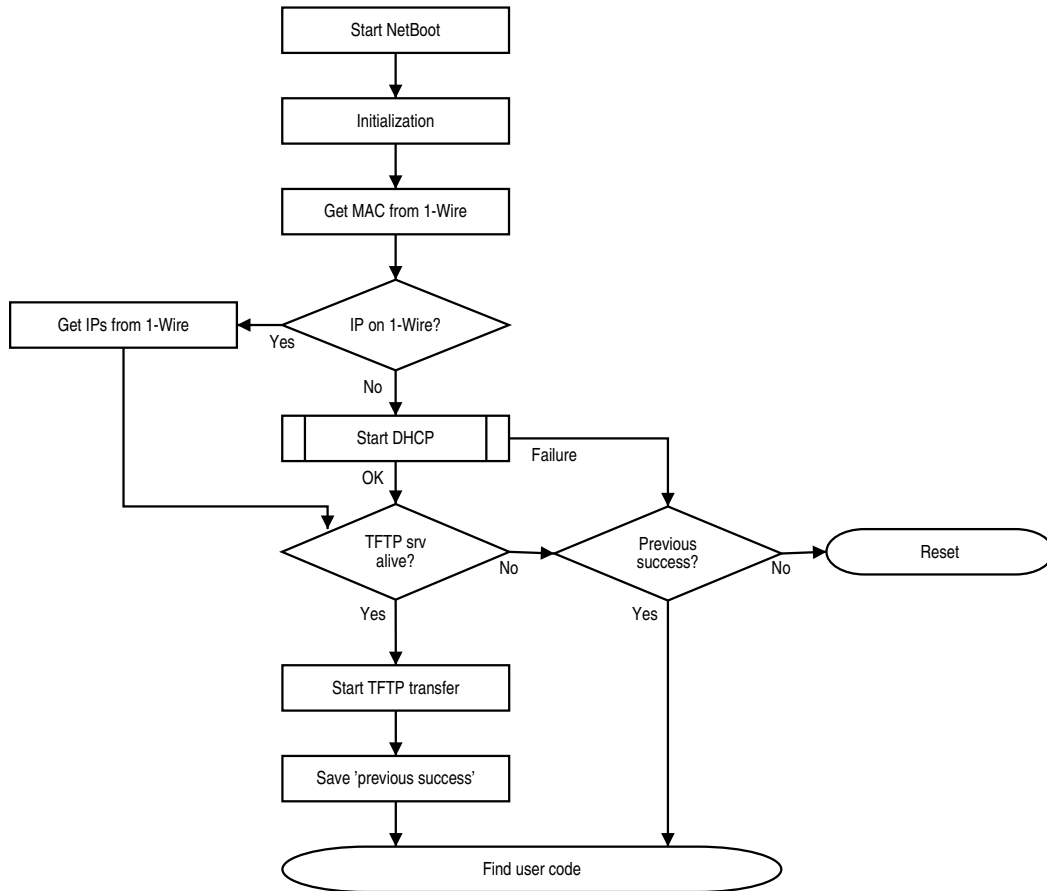 Start NetBoot
Initialization
Get MAC from 1-Wire
Get IPs from 1-Wire
IP on 1-Wire?
Yes
No
Start DHCP
Failure
OK
TFTP srv
alive?
No
Previous
success?
No
Reset
Yes
Yes
Start TFTP transfer
Save ’previous success’
Find user code